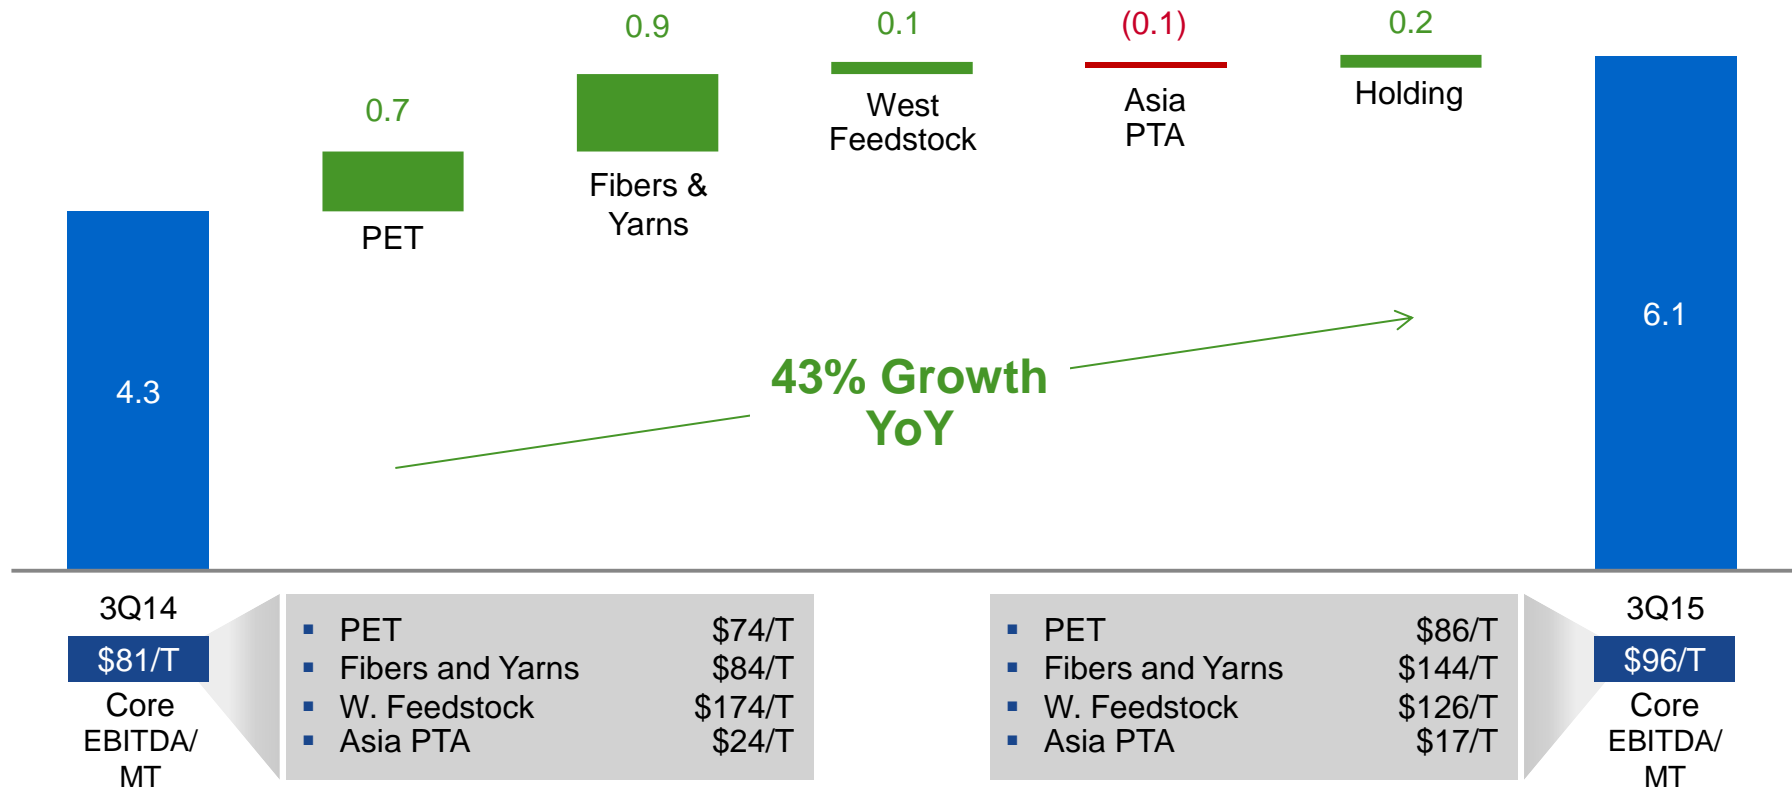 0.9
0.1
(0.1)
0.2
0.7
West
Feedstock
Asia
PTA
Holding
Fibers &
Yarns
PET
4.3
6.1
43% Growth
YoY
3Q14
$81/T
Core
EBITDA/
MT
▪ PET $74/T
▪ Fibers and Yarns $84/T
▪ W. Feedstock $174/T
▪ Asia PTA $24/T
▪ PET $86/T
▪ Fibers and Yarns $144/T
▪ W. Feedstock $126/T
▪ Asia PTA $17/T
3Q15
$96/T
Core
EBITDA/
MT